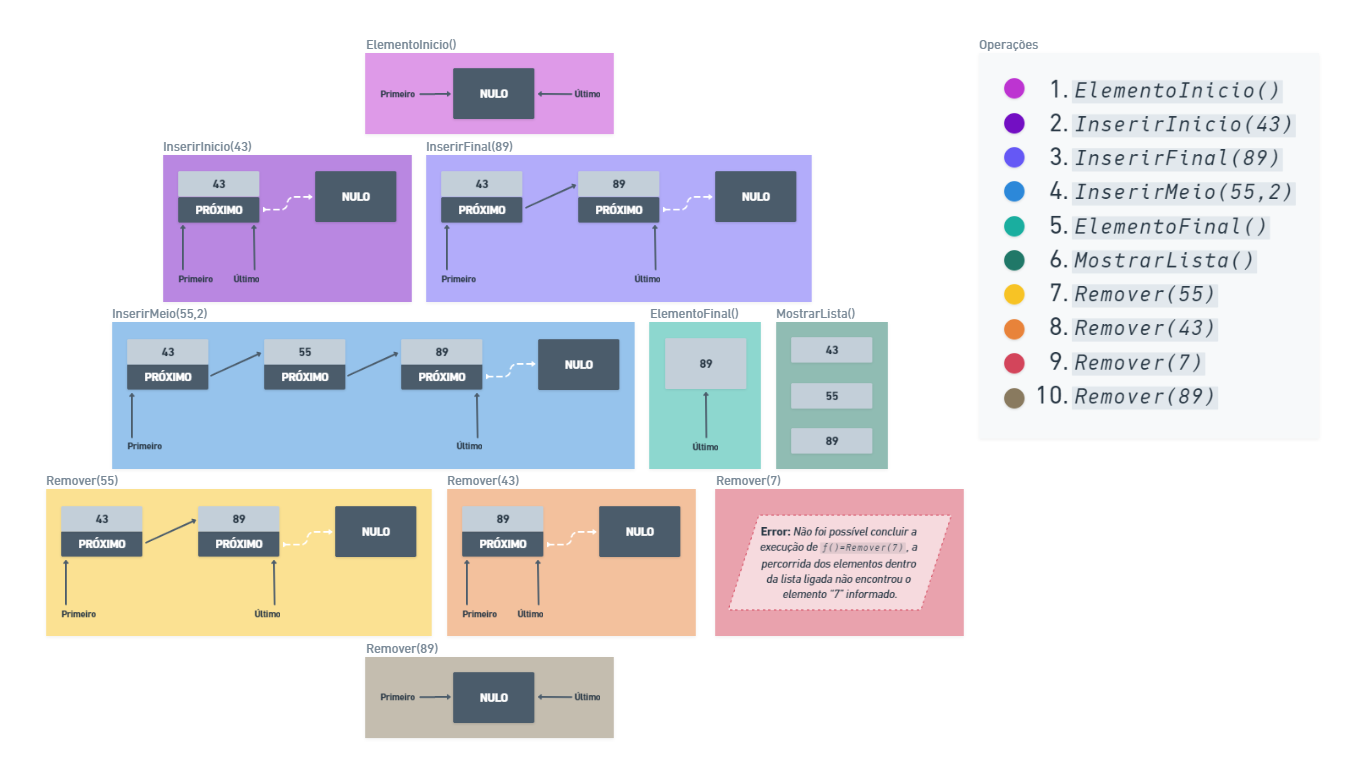 ElementoInicio()
Primeiro
NULO
Último
InserirInicio(43)
43
PRÓXIMO
NULO
Primeiro
Último
InserirFinal(89)
43
PRÓXIMO
89
PRÓXIMO
NULO
Primeiro
Último
InserirMeio(55,2)
43
PRÓXIMO
55
PRÓXIMO
89
PRÓXIMO
NULO
Primeiro
Último
ElementoFinal()
89
Último
MostrarLista()
43
55
89
Remover(55)
43
PRÓXIMO
89
PRÓXIMO
NULO
Primeiro
Último
Remover(43)
89
PRÓXIMO
NULO
Primeiro
Último
Remover(7)
Error: Não foi possível concluir a
execução de f()=Remover(7), a
percorrida dos elementos dentro
da lista ligada não encontrou o
elemento "7" informado.
Remover(89)
Primeiro
NULO
Último
Operações
1. ElementoInicio()
2. InserirInicio(43)
3. InserirFinal(89)
4. InserirMeio(55,2)
5. ElementoFinal()
6. MostrarLista()
7. Remover(55)
8. Remover(43)
9. Remover(7)
10. Remover(89)